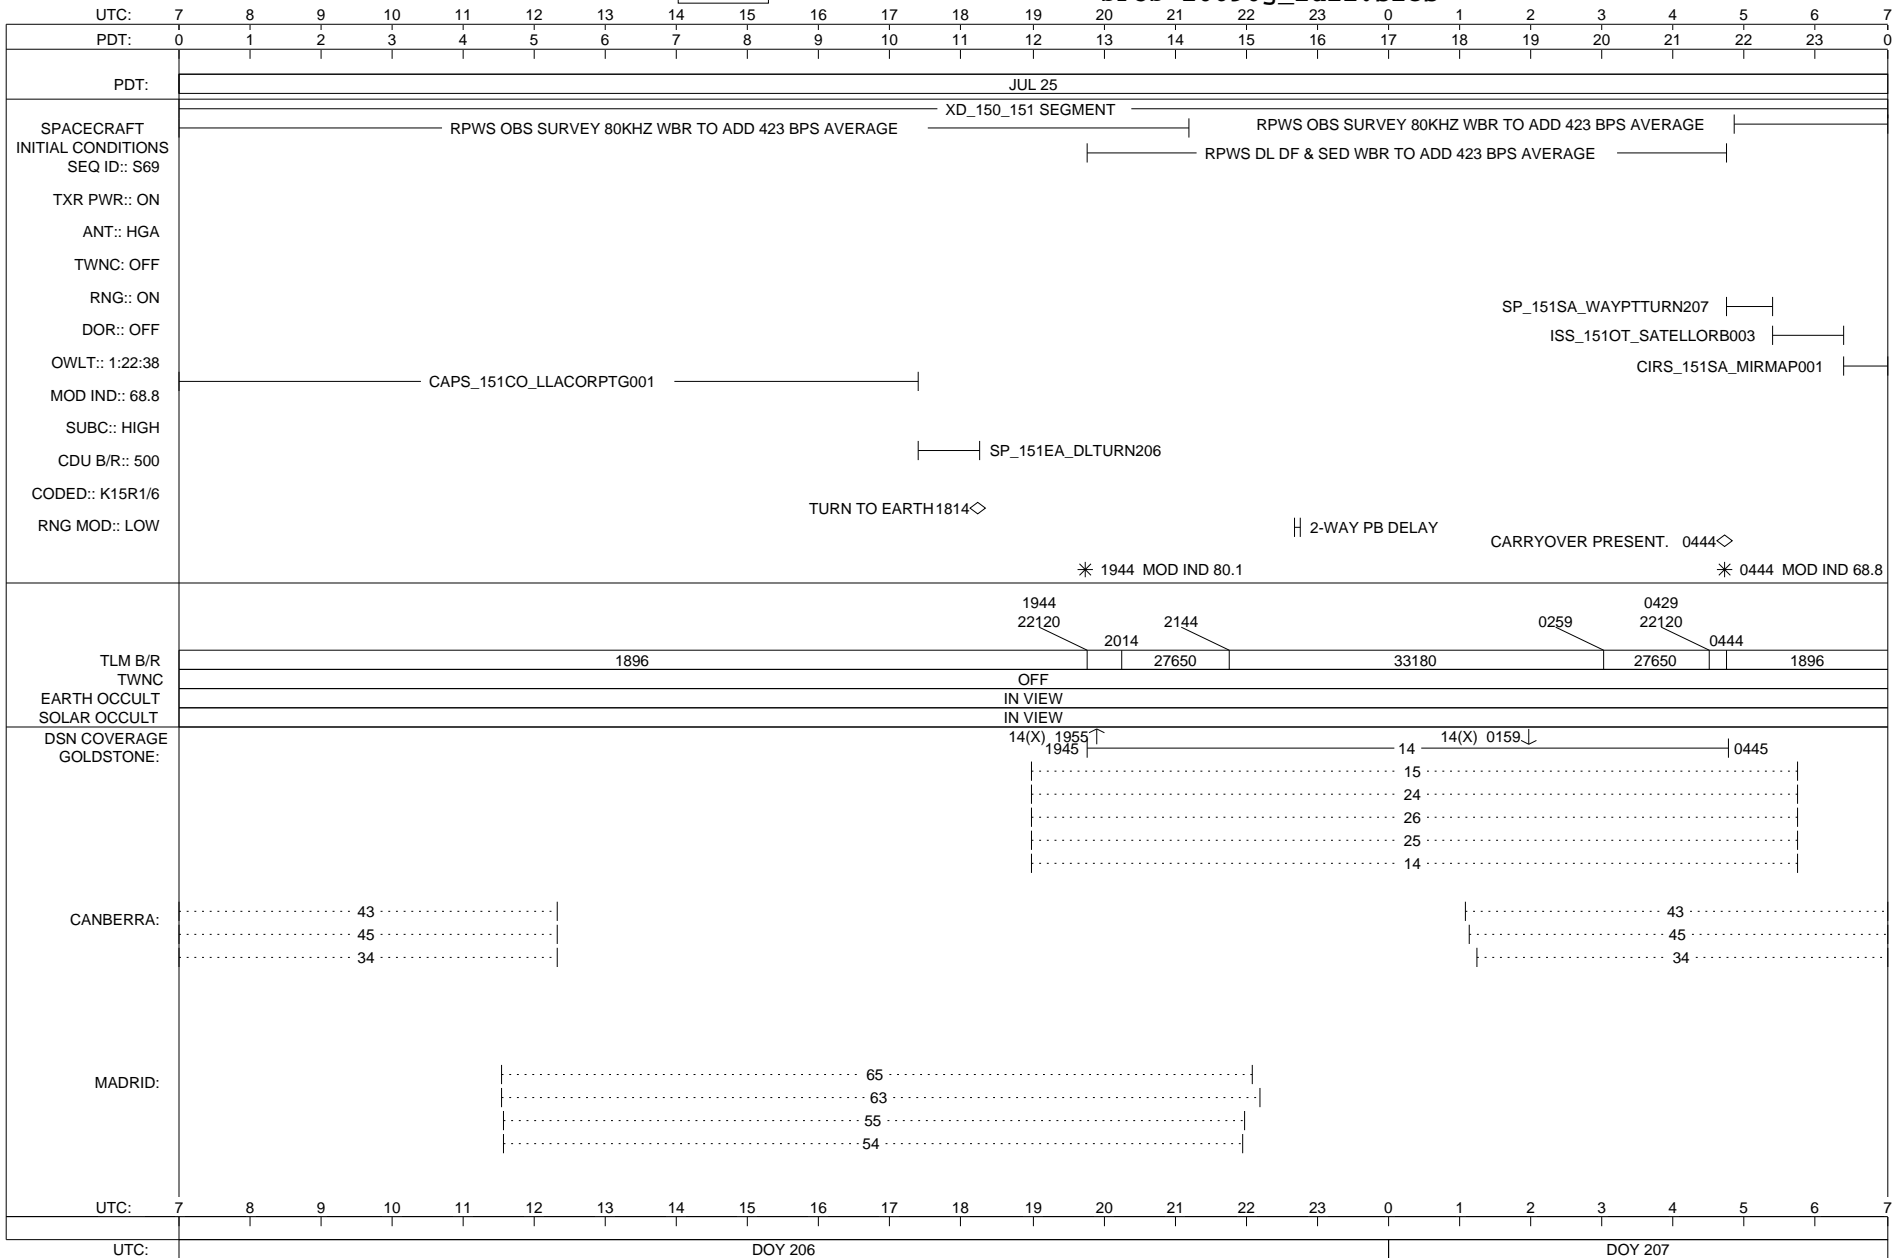 UTC: 7 8 9 10 11 12 13 14 15 16 17 18 19 20 21 22 23 0 1 2 3 4 5 6 7
PDT: 0 1 2 3 4 5 6 7 8 9 10 11 12 13 14 15 16 17 18 19 20 21 22 23 0
PDT: JUL 25
XD_150_151 SEGMENT
SPACECRAFT
INITIAL CONDITIONS
SEQ ID:: S69
RPWS OBS SURVEY 80KHZ WBR TO ADD 423 BPS AVERAGE
RPWS OBS SURVEY 80KHZ WBR TO ADD 423 BPS AVERAGE
RPWS DL DF & SED WBR TO ADD 423 BPS AVERAGE
TXR PWR:: ON
ANT:: HGA
TWNC: OFF
RNG:: ON
SP_151SA_WAYPTTURN207
DOR:: OFF
ISS_151OT_SATELLORB003
OWLT:: 1:22:38
CIRS_151SA_MIRMAP001
CAPS_151CO_LLACORPTG001
MOD IND:: 68.8
SUBC:: HIGH
SP_151EA_DLTURN206
CDU B/R:: 500
CODED:: K15R1/6
TURN TO EARTH 1814
RNG MOD:: LOW
2-WAY PB DELAY
CARRYOVER PRESENT. 0444
1944 MOD IND 80.1
0444 MOD IND 68.8
1944 0429
22120 2144 0259 22120
2014 0444
TLM B/R 1896 27650 33180 27650 1896
TWNC OFF
EARTH OCCULT IN VIEW
SOLAR OCCULT IN VIEW
DSN COVERAGE 14(X) 1955 14(X) 0159
GOLDSTONE: 1945 14 0445
15
24
26
25
14
CANBERRA: 43 43
45 45
34 34
MADRID: 65
63
55
54
UTC: 7 8 9 10 11 12 13 14 15 16 17 18 19 20 21 22 23 0 1 2 3 4 5 6 7
UTC: DOY 206 DOY 207